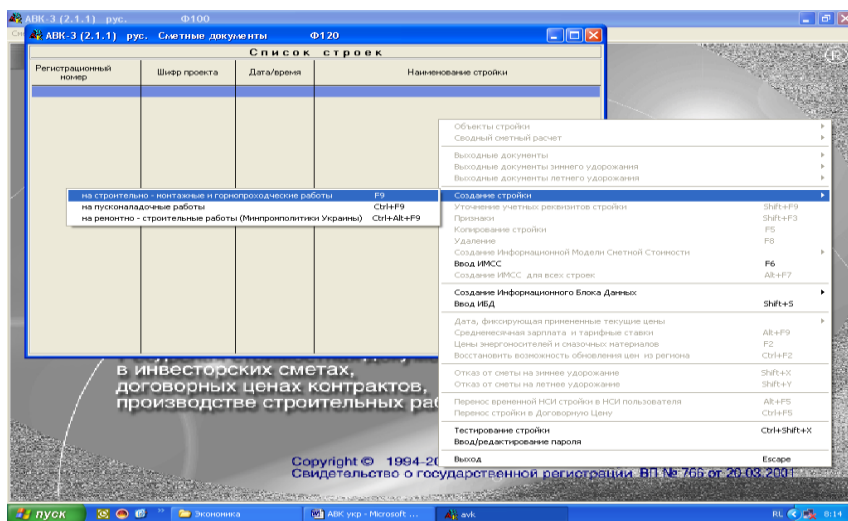 АВК-3 (2.1.1) рус. Ф100
АВК-3 (2.1.1) рус. Сметные документы Ф120
Список строек
Регистрационный номер
Шифр проекта
Дата/время
Наименование стройки
Объекты стройки
Сводный сметный расчет
Выходные документы
Выходные документы зимнего удорожания
Выходные документы летнего удорожания
Создание стройки
на строительно - монтажные и горнопроходческие работы F9
на пусконаладочные работы Ctrl+F9
на ремонтно - строительные работы (Минпромполитики Украины) Ctrl+Alt+F9
Уточнение учетных реквизитов стройки Shift+F9
Признаки Shift+F3
Копирование стройки F5
Удаление F8
Создание Информационной Модели Сметной Стоимости
Ввод ИМСС F6
Создание ИМСС для всех строек Alt+F7
Создание Информационного Блока Данных
Ввод ИБД Shift+S
Дата, фиксирующая примененные текущие цены
Среднемесячная зарплата и тарифные ставки Alt+F9
Цены энергоносителей и смазочных материалов F2
Восстановить возможность обновления цен из региона Ctrl+F2
Отказ от сметы на зимнее удорожание Shift+X
Отказ от сметы на летнее удорожание Shift+Y
Перенос временной НСИ стройки в НСИ пользователя Alt+F5
Перенос стройки в Договорную Цену Ctrl+F5
Тестирование стройки Ctrl+Shift+X
Ввод/редактирование пароля
Выход Escape
в инвесторских сметах,
договорных ценах контрактов,
производстве строительных раб
Copyright © 1994-20
Свидетельство о государственной регистрации ВП № 766 от 20.03.2001
пуск
Экономика
АВК укр - Microsoft ...
avk
RL
8:14